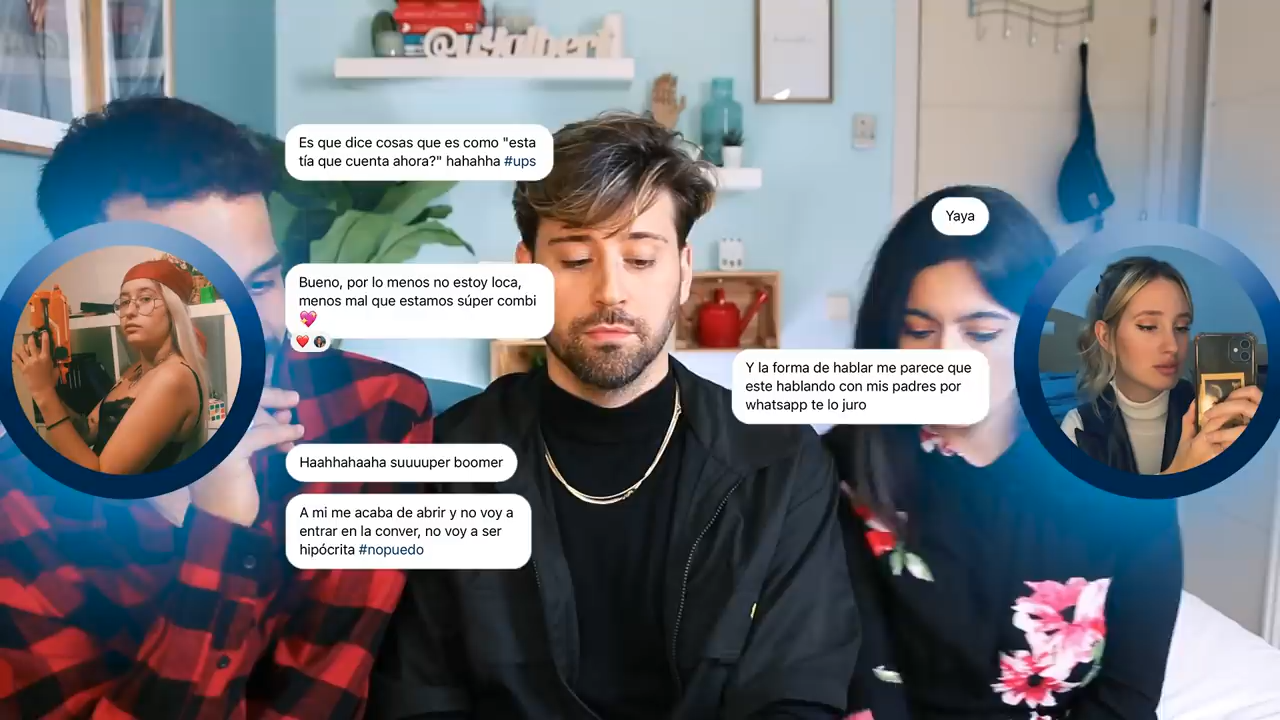 @uy4lberti
Es que dice cosas que es como "esta
tía que cuenta ahora?" hahahha #ups
Yaya
Bueno, por lo menos no estoy loca,
menos mal que estamos súper combi
💖
Y la forma de hablar me parece que
este hablando con mis padres por
whatsapp te lo juro
Haahhahaaha suuuuper boomer
A mi me acaba de abrir y no voy a
entrar en la conver, no voy a ser
hipócrita #nopuedo